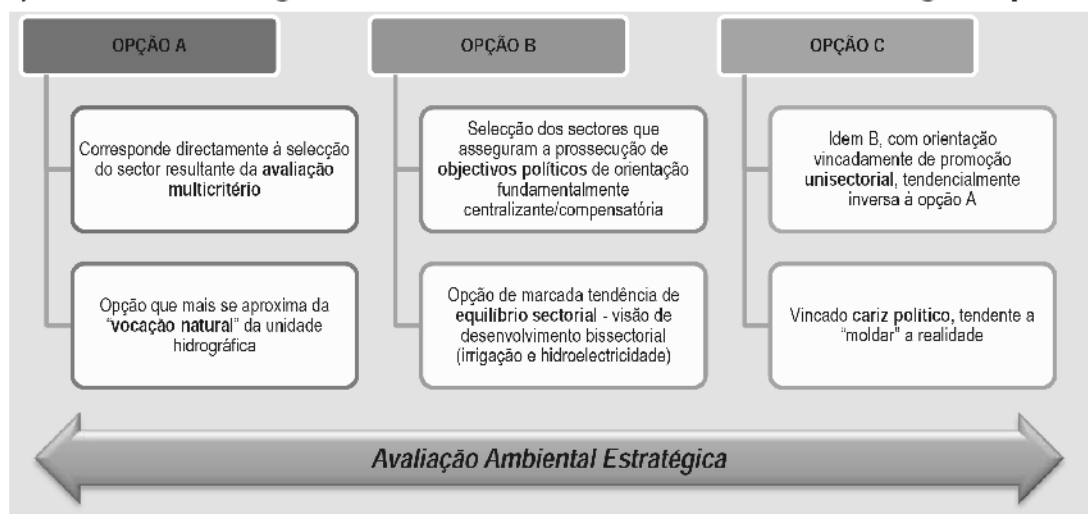 OPÇÃO A
Corresponde directamente à selecção
do sector resultante da avaliação
multicritério
Opção que mais se aproxima da
“vocação natural” da unidade
hidrográfica
OPÇÃO B
Selecção dos sectores que
asseguram a prossecução de
objectivos políticos de orientação
fundamentalmente
centralizante/compensatória
Opção de marcada tendência de
equilíbrio sectorial - visão de
desenvolvimento bissectorial
(irrigação e hidroelectricidade)
OPÇÃO C
Idem B, com orientação
vincadamente de promoção
unisectorial, tendencialmente
inversa à opção A
Vincado cariz político, tendente a
“moldar” a realidade
Avaliação Ambiental Estratégica